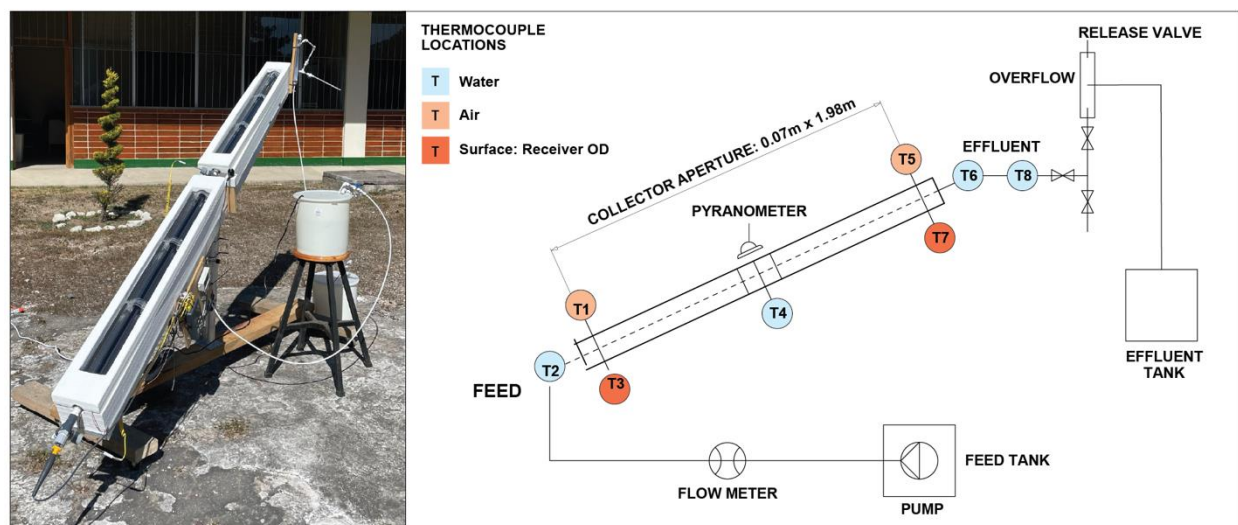 THERMOCOUPLE
LOCATIONS
T Water
T Air
T Surface: Receiver OD
RELEASE VALVE
OVERFLOW
COLLECTOR APERTURE: 0.07m x 1.98m
T5
EFFLUENT
T6
T8
PYRANOMETER
T7
T1
T4
T2
T3
FEED
EFFLUENT
TANK
FLOW METER
FEED TANK
PUMP